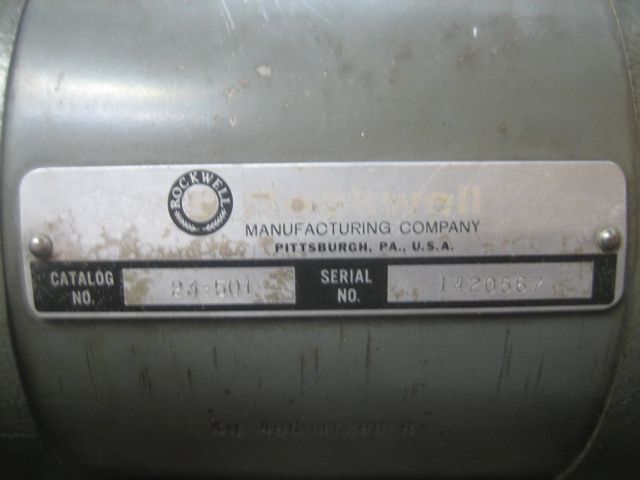 ROCKWELL
Rockwell
MANUFACTURING COMPANY
PITTSBURGH, PA., U.S.A.
CATALOG NO.
23-501
SERIAL NO.
1420567